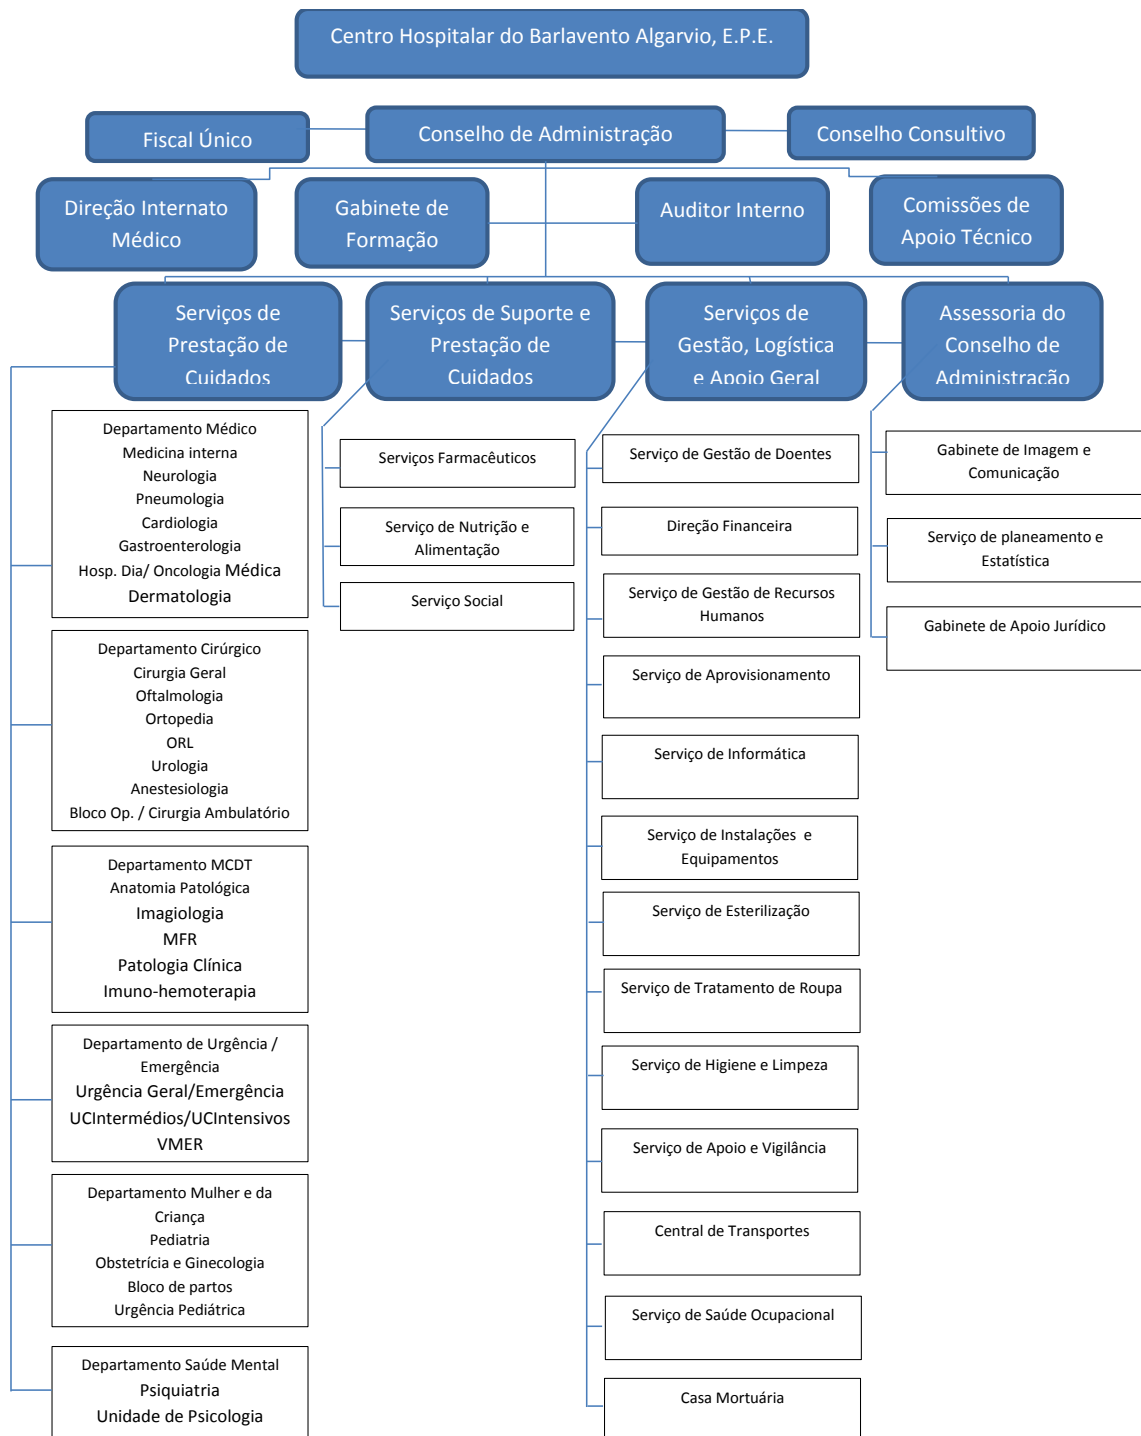 Centro Hospitalar do Barlavento Algarvio, E.P.E.
Fiscal Único
Conselho de Administração
Conselho Consultivo
Direção Internato
Médico
Gabinete de
Formação
Auditor Interno
Comissões de
Apoio Técnico
Serviços de
Prestação de
Cuidados
Serviços de Suporte e
Prestação de
Cuidados
Serviços de
Gestão, Logística
e Apoio Geral
Assessoria do
Conselho de
Administração
Departamento Médico
Medicina interna
Neurologia
Pneumologia
Cardiologia
Gastroenterologia
Hosp. Dia/ Oncologia Médica
Dermatologia
Departamento Cirúrgico
Cirurgia Geral
Oftalmologia
Ortopedia
ORL
Urologia
Anestesiologia
Bloco Op. / Cirurgia Ambulatório
Departamento MCDT
Anatomia Patológica
Imagiologia
MFR
Patologia Clínica
Imuno-hemoterapia
Departamento de Urgência /
Emergência
Urgência Geral/Emergência
UCIntermédios/UCIntensivos
VMER
Departamento Mulher e da
Criança
Pediatria
Obstetrícia e Ginecologia
Bloco de partos
Urgência Pediátrica
Departamento Saúde Mental
Psiquiatria
Unidade de Psicologia
Serviços Farmacêuticos
Serviço de Nutrição e
Alimentação
Serviço Social
Serviço de Gestão de Doentes
Direção Financeira
Serviço de Gestão de Recursos
Humanos
Serviço de Aprovisionamento
Serviço de Informática
Serviço de Instalações e
Equipamentos
Serviço de Esterilização
Serviço de Tratamento de Roupa
Serviço de Higiene e Limpeza
Serviço de Apoio e Vigilância
Central de Transportes
Serviço de Saúde Ocupacional
Casa Mortuária
Gabinete de Imagem e
Comunicação
Serviço de planeamento e
Estatística
Gabinete de Apoio Jurídico